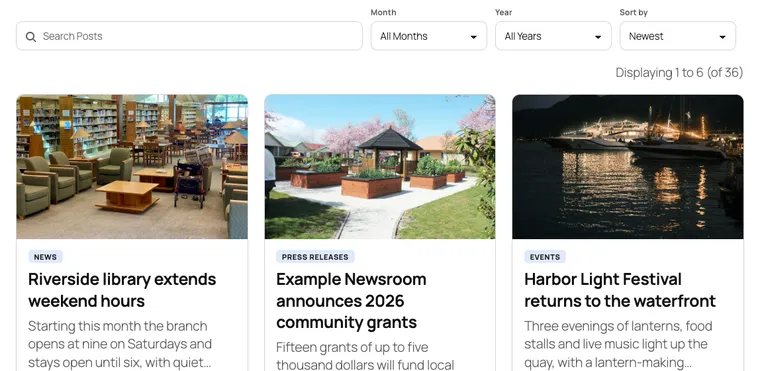 Month
Year
Sort by
Search Posts
All Months
All Years
Newest
Displaying 1 to 6 (of 36)
NEWS
Riverside library extends
weekend hours
Starting this month the branch
opens at nine on Saturdays and
stays open until six, with quiet...
PRESS RELEASES
Example Newsroom
announces 2026
community grants
Fifteen grants of up to five
thousand dollars will fund local
EVENTS
Harbor Light Festival
returns to the waterfront
Three evenings of lanterns, food
stalls and live music light up the
quay, with a lantern-making...